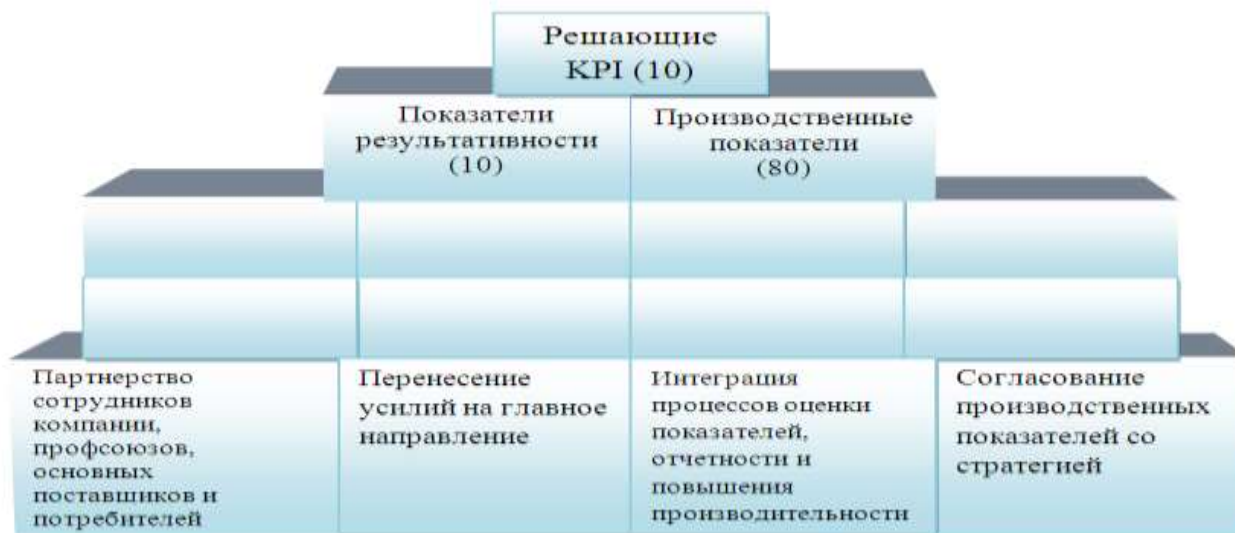 Решающие
KPI (10)
Показатели
результативности
(10)
Производственные
показатели
(80)
Партнерство
сотрудников
компании,
профсоюзов,
основных
поставшиков и
потребителей
Перенесение
усилий на главное
направление
Интеграция
процессов оценки
показателей,
отчетности и
повышения
производительности
Согласование
производственных
показателей со
стратегией